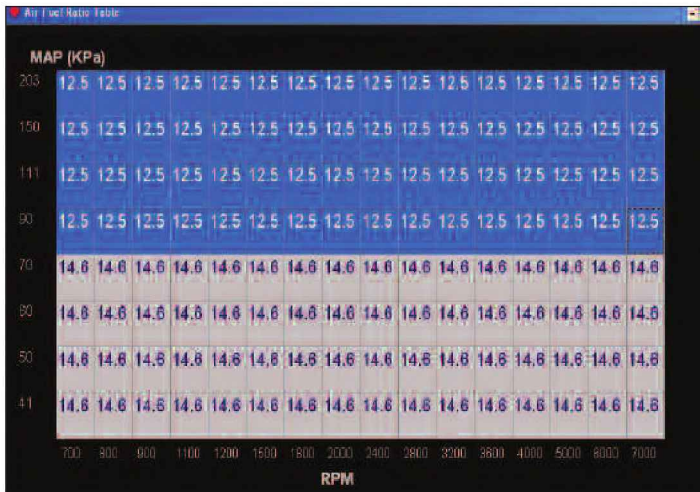 Air Fuel Ratio Table
MAP (KPa)
203 12.5 12.5 12.5 12.5 12.5 12.5 12.5 12.5 12.5 12.5 12.5 12.5 12.5 12.5 12.5 12.5
150 12.5 12.5 12.5 12.5 12.5 12.5 12.5 12.5 12.5 12.5 12.5 12.5 12.5 12.5 12.5 12.5
111 12.5 12.5 12.5 12.5 12.5 12.5 12.5 12.5 12.5 12.5 12.5 12.5 12.5 12.5 12.5 12.5
90 12.5 12.5 12.5 12.5 12.5 12.5 12.5 12.5 12.5 12.5 12.5 12.5 12.5 12.5 12.5 12.5
70 14.6 14.6 14.6 14.6 14.6 14.6 14.6 14.6 14.6 14.6 14.6 14.6 14.6 14.6 14.6 14.6
60 14.6 14.6 14.6 14.6 14.6 14.6 14.6 14.6 14.6 14.6 14.6 14.6 14.6 14.6 14.6 14.6
50 14.6 14.6 14.6 14.6 14.6 14.6 14.6 14.6 14.6 14.6 14.6 14.6 14.6 14.6 14.6 14.6
41 14.6 14.6 14.6 14.6 14.6 14.6 14.6 14.6 14.6 14.6 14.6 14.6 14.6 14.6 14.6 14.6
700 800 900 1100 1200 1500 1800 2000 2400 2800 3200 3600 4000 5000 6000 7000
RPM